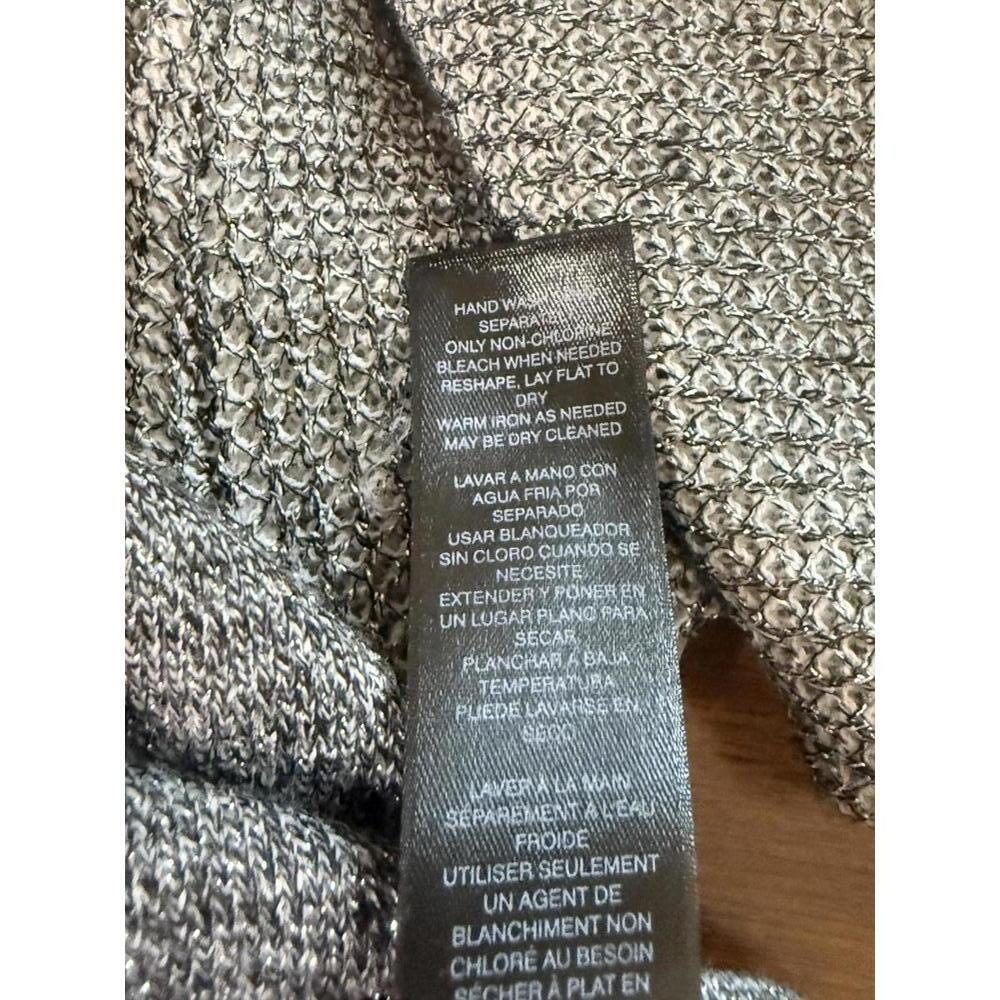 HAND WASH COLD
SEPARATELY
ONLY NON-CHLORINE
BLEACH WHEN NEEDED
RESHAPE, LAY FLAT TO
DRY
WARM IRON AS NEEDED
MAY BE DRY CLEANED
LAVAR A MANO CON
AGUA FRIA POR
SEPARADO
USAR BLANQUEADOR
SIN CLORO CUANDO SE
NECESITE
EXTENDER Y PONER EN
UN LUGAR PLANO PARA
SECAR
PLANCHAR A BAJA
TEMPERATURA
PUEDE LAVARSE EN
SECO
LAVER À LA MAIN
SÉPAREMENT À L'EAU
FROIDE
UTILISER SEULEMENT
UN AGENT DE
BLANCHIMENT NON
CHLORÉ AU BESOIN
SÉCHER À PLAT EN